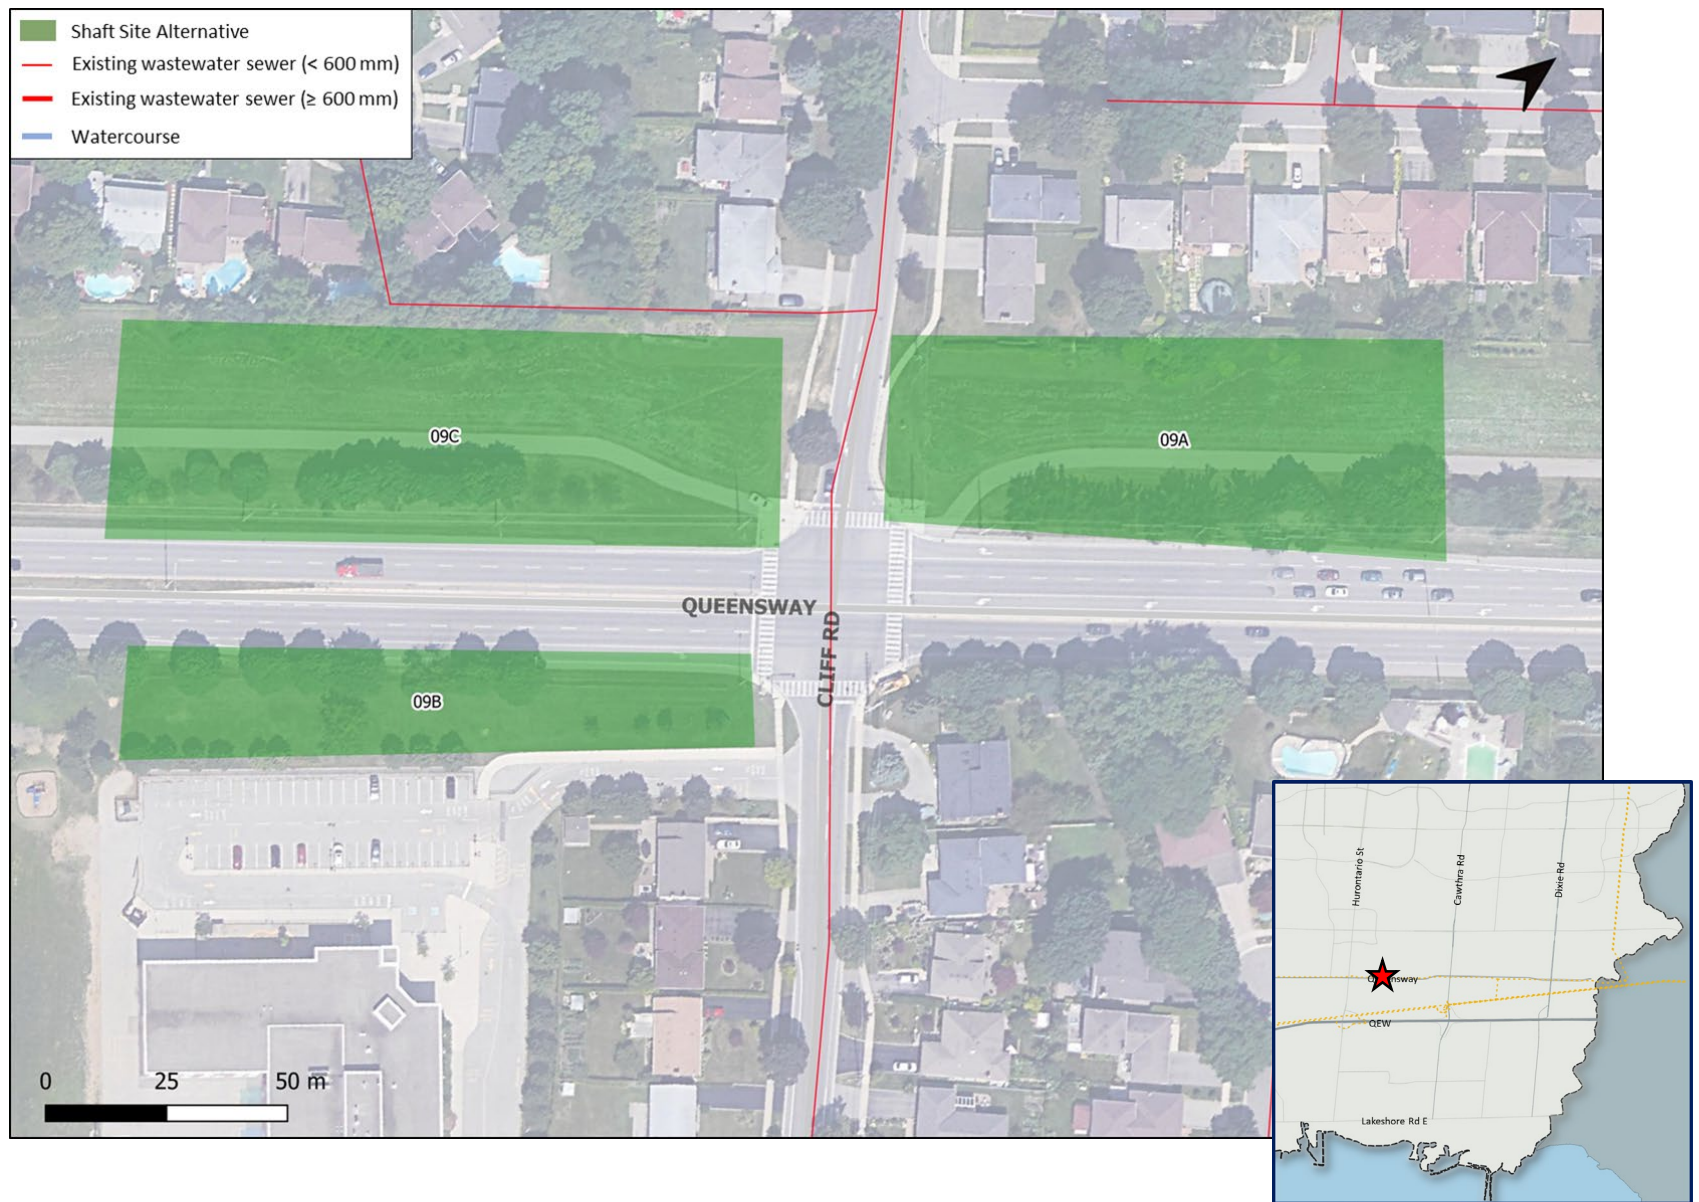 Shaft Site Alternative
Existing wastewater sewer (< 600 mm)
Existing wastewater sewer (≥ 600 mm)
Watercourse
09C
09A
QUEENSWAY
CLIFF RD
09B
0 25 50 m
Hurontario St
Cawthra Rd
Dixie Rd
QEW
Lakeshore Rd E